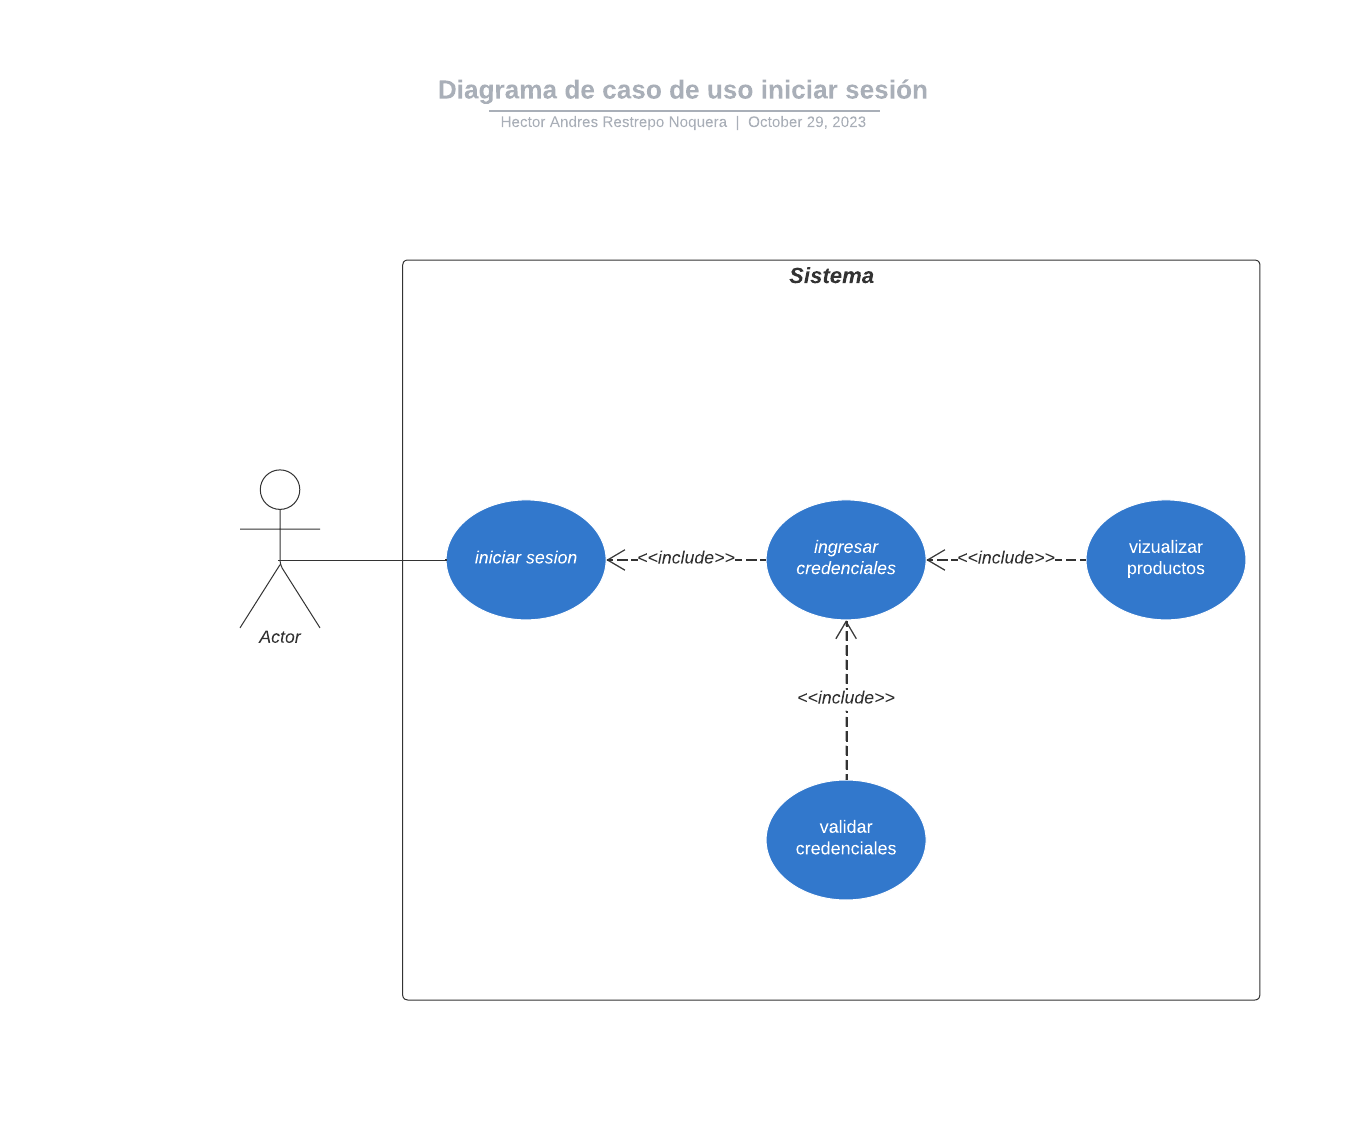 Diagrama de caso de uso iniciar sesión
Hector Andres Restrepo Noquera | October 29, 2023
Sistema
iniciar sesion
<<include>>
ingresar
credenciales
<<include>>
vizualizar
productos
Actor
<<include>>
validar
credenciales